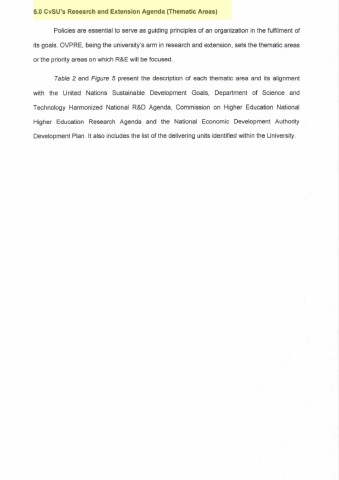 5.0 CvSU's Research and Extension Agenda (Thematic Areas)
Policies are essential to serve as guiding principles of an organization in the fulfilment of
its goals. OVPRE, being the university's arm in research and extension, sets the thematic areas
or the priority areas on which R&E will be focused.
Table 2 and Figure 5 present the description of each thematic area and its alignment
with the United Nations Sustainable Development Goals, Department of Science and
Technology Harmonized National R&D Agenda, Commission on Higher Education National
Higher Education Research Agenda and the National Economic Development Authority
Development Plan. It also includes the list of the delivering units identified within the University.